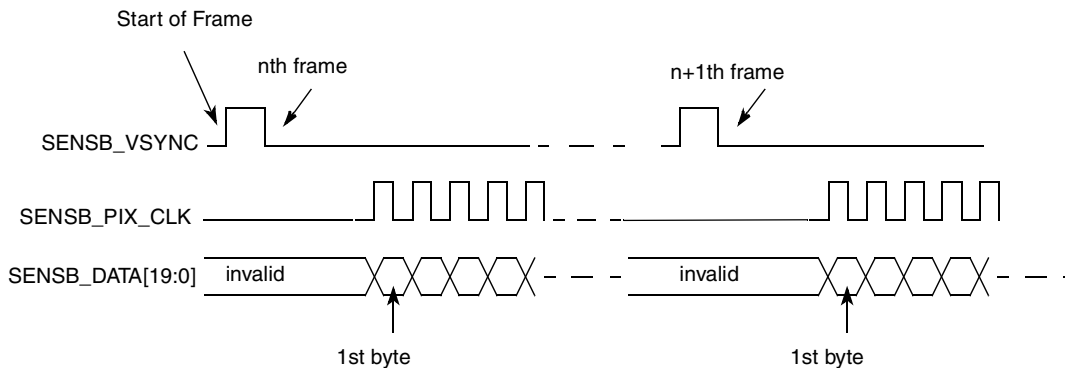 Start of Frame
nth frame
n+1th frame
SENSB_VSYNC
SENSB_PIX_CLK
SENSB_DATA[19:0]
invalid
invalid
1st byte
1st byte